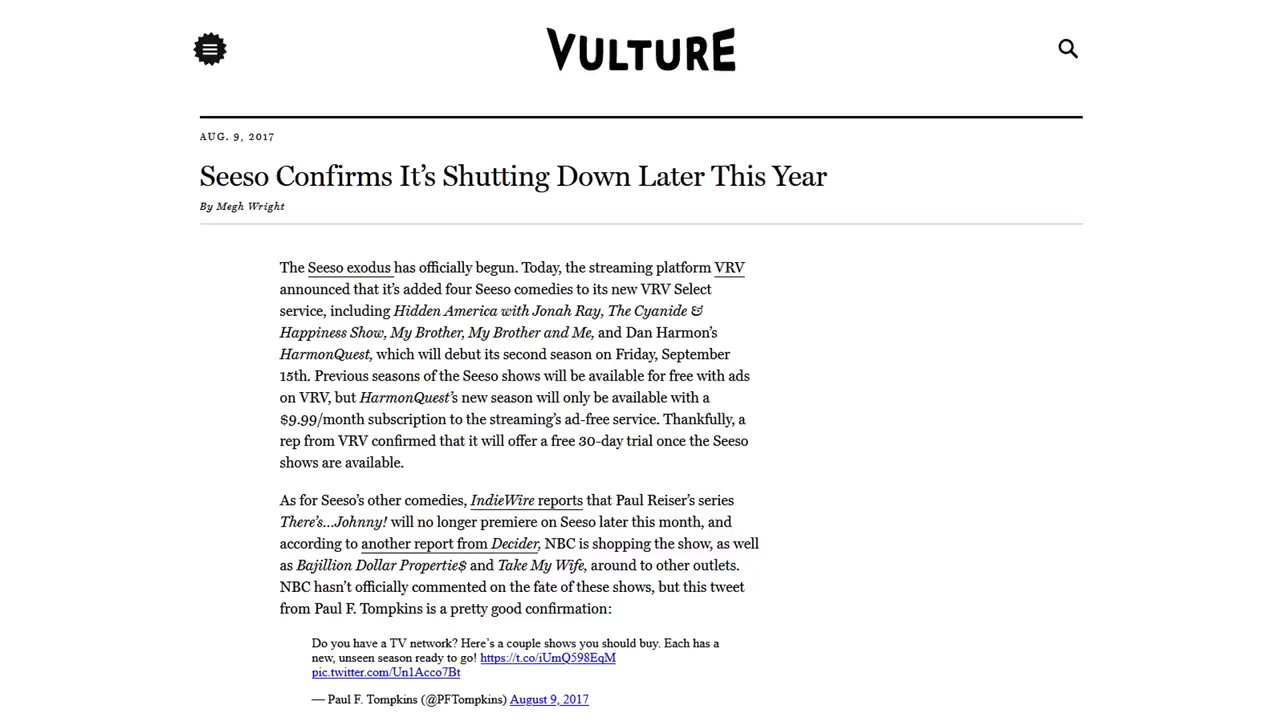 VULTURE
AUG. 9, 2017
Seeso Confirms It’s Shutting Down Later This Year
By Megh Wright
The Seeso exodus has officially begun. Today, the streaming platform VRV
announced that it’s added four Seeso comedies to its new VRV Select
service, including Hidden America with Jonah Ray, The Cyanide &
Happiness Show, My Brother, My Brother and Me, and Dan Harmon’s
HarmonQuest, which will debut its second season on Friday, September
15th. Previous seasons of the Seeso shows will be available for free with ads
on VRV, but HarmonQuest’s new season will only be available with a
$9.99/month subscription to the streaming’s ad-free service. Thankfully, a
rep from VRV confirmed that it will offer a free 30-day trial once the Seeso
shows are available.
As for Seeso’s other comedies, IndieWire reports that Paul Reiser’s series
There’s…Johnny! will no longer premiere on Seeso later this month, and
according to another report from Decider, NBC is shopping the show, as well
as Bajillion Dollar Propertie$ and Take My Wife, around to other outlets.
NBC hasn’t officially commented on the fate of these shows, but this tweet
from Paul F. Tompkins is a pretty good confirmation:
Do you have a TV network? Here’s a couple shows you should buy. Each has a
new, unseen season ready to go! https://t.co/iUmQ598EqM
pic.twitter.com/Un1Acco7Bt
— Paul F. Tompkins (@PFTompkins) August 9, 2017